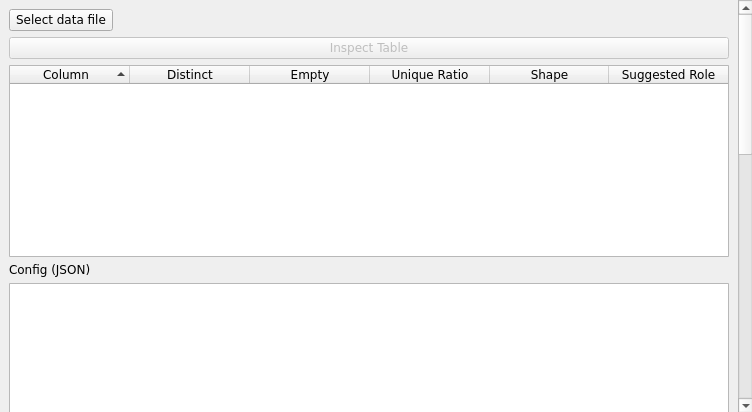 Select data file
Inspect Table
Column Distinct Empty Unique Ratio Shape Suggested Role
Config (JSON)